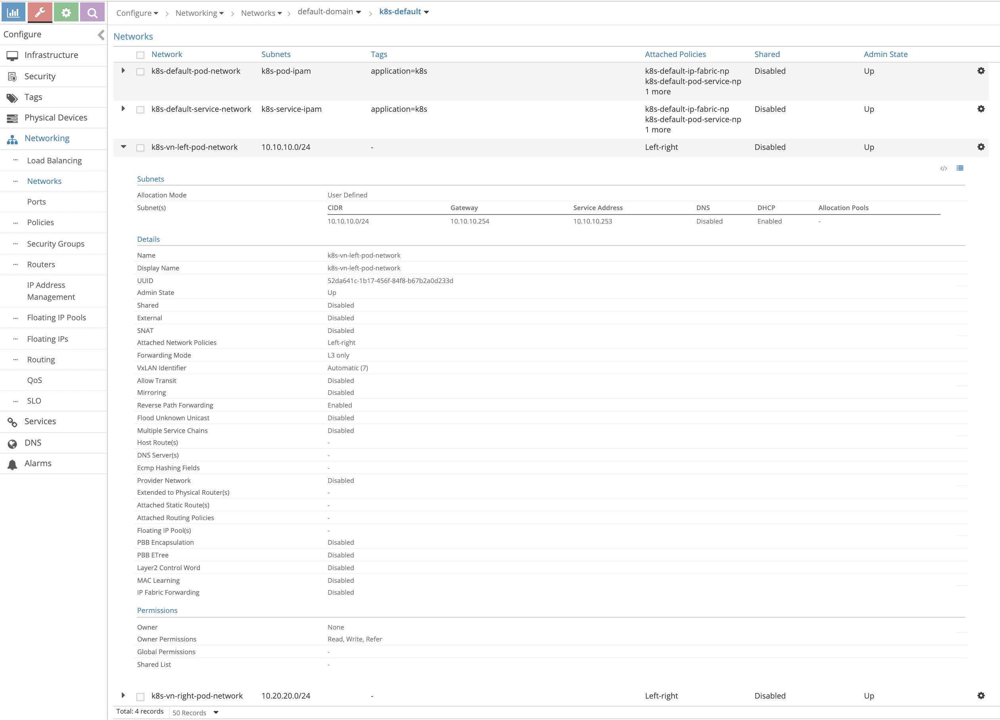 Configure > Networking > Networks > default-domain > k8s-default
Configure
Infrastructure
Security
Tags
Physical Devices
Networking
Load Balancing
Networks
Ports
Policies
Security Groups
Routers
IP Address
Management
Floating IP Pools
Floating IPs
Routing
QoS
SLO
Services
DNS
Alarms
Networks
Network Subnets Tags Attached Policies Shared Admin State
k8s-default-pod-network k8s-pod-ipam application=k8s k8s-default-ip-fabric-np Disabled Up
k8s-default-pod-service-np
1 more
k8s-default-service-network k8s-service-ipam application=k8s k8s-default-ip-fabric-np Disabled Up
k8s-default-pod-service-np
1 more
k8s-vn-left-pod-network 10.10.10.0/24 - Left-right Disabled Up
</>
Subnets
Allocation Mode User Defined
Subnet(s) CIDR Gateway Service Address DNS DHCP Allocation Pools
10.10.10.0/24 10.10.10.254 10.10.10.253 Disabled Enabled -
Details
Name k8s-vn-left-pod-network
Display Name k8s-vn-left-pod-network
UUID 52da641c-1b17-456f-84f8-b67b2a0d233d
Admin State Up
Shared Disabled
External Disabled
SNAT Disabled
Attached Network Policies Left-right
Forwarding Mode L3 only
VxLAN Identifier Automatic (7)
Allow Transit Disabled
Mirroring Disabled
Reverse Path Forwarding Enabled
Flood Unknown Unicast Disabled
Multiple Service Chains Disabled
Host Route(s) -
DNS Server(s) -
Ecmp Hashing Fields -
Provider Network Disabled
Extended to Physical Router(s) -
Attached Static Route(s) -
Attached Routing Policies -
Floating IP Pool(s) -
PBB Encapsulation Disabled
PBB ETree Disabled
Layer2 Control Word Disabled
MAC Learning Disabled
IP Fabric Forwarding Disabled
Permissions
Owner None
Owner Permissions Read, Write, Refer
Global Permissions -
Shared List -
k8s-vn-right-pod-network 10.20.20.0/24 - Left-right Disabled Up
Total: 4 records 50 Records